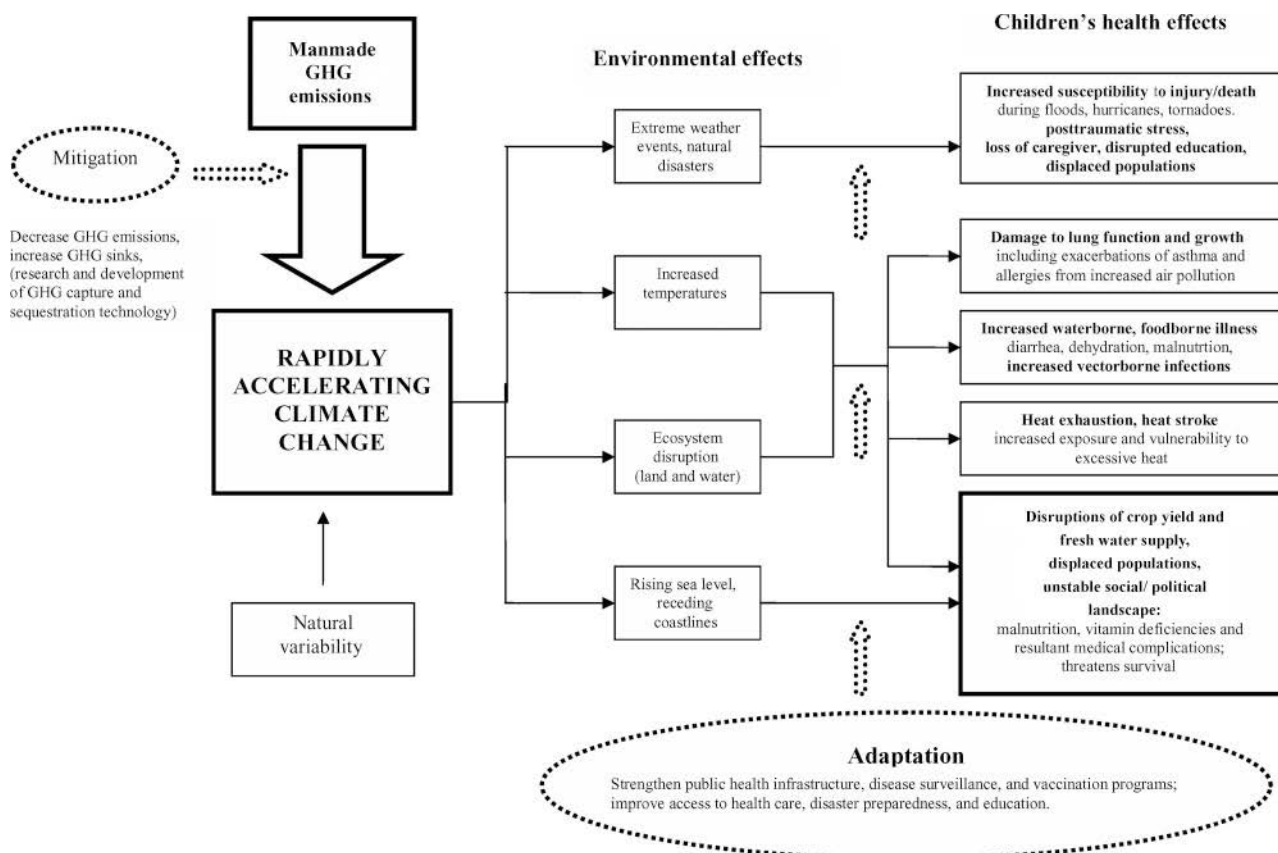 Manmade
GHG
emissions
Mitigation
Decrease GHG emissions,
increase GHG sinks,
(research and development
of GHG capture and
sequestration technology)
RAPIDLY
ACCELERATING
CLIMATE
CHANGE
Natural
variability
Environmental effects
Extreme weather
events, natural
disasters
Increased
temperatures
Ecosystem
disruption
(land and water)
Rising sea level,
receding
coastlines
Children's health effects
Increased susceptibility to injury/death
during floods, hurricanes, tornadoes.
posttraumatic stress,
loss of caregiver, disrupted education,
displaced populations
Damage to lung function and growth
including exacerbations of asthma and
allergies from increased air pollution
Increased waterborne, foodborne illness
diarrhea, dehydration, malnutrtion,
increased vectorborne infections
Heat exhaustion, heat stroke
increased exposure and vulnerability to
excessive heat
Disruptions of crop yield and
fresh water supply,
displaced populations,
unstable social/ political
landscape:
malnutrition, vitamin deficiencies and
resultant medical complications;
threatens survival
Adaptation
Strengthen public health infrastructure, disease surveillance, and vaccination programs;
improve access to health care, disaster preparedness, and education.